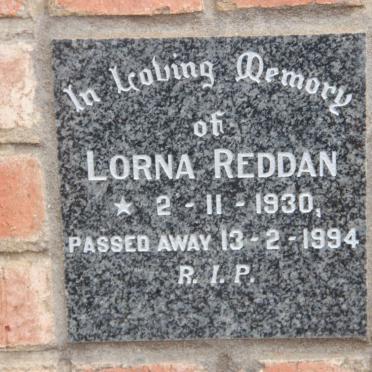 In Loving Memory
of
LORNA REDDAN
★ 2 - 11 - 1930,
PASSED AWAY 13 - 2 - 1994
R. I. P.